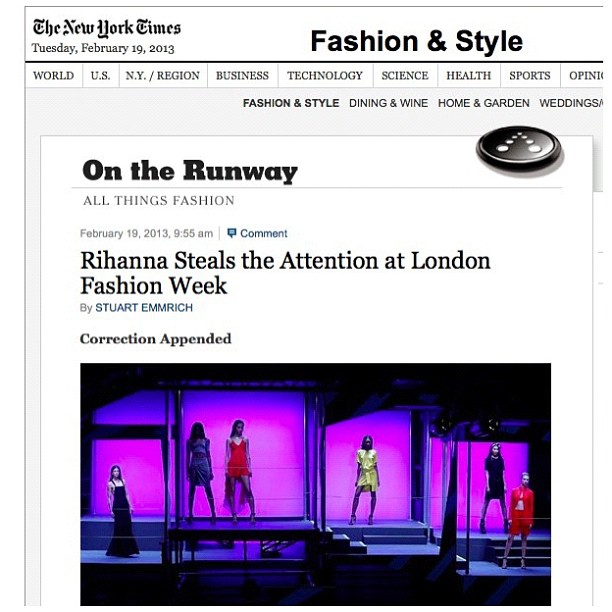 The New York Times
Tuesday, February 19, 2013
Fashion & Style
WORLD U.S. N.Y. / REGION BUSINESS TECHNOLOGY SCIENCE HEALTH SPORTS
FASHION & STYLE DINING & WINE HOME & GARDEN WEDDINGS/
On the Runway
ALL THINGS FASHION
February 19, 2013, 9:55 am Comment
Rihanna Steals the Attention at London
Fashion Week
By STUART EMMRICH
Correction Appended